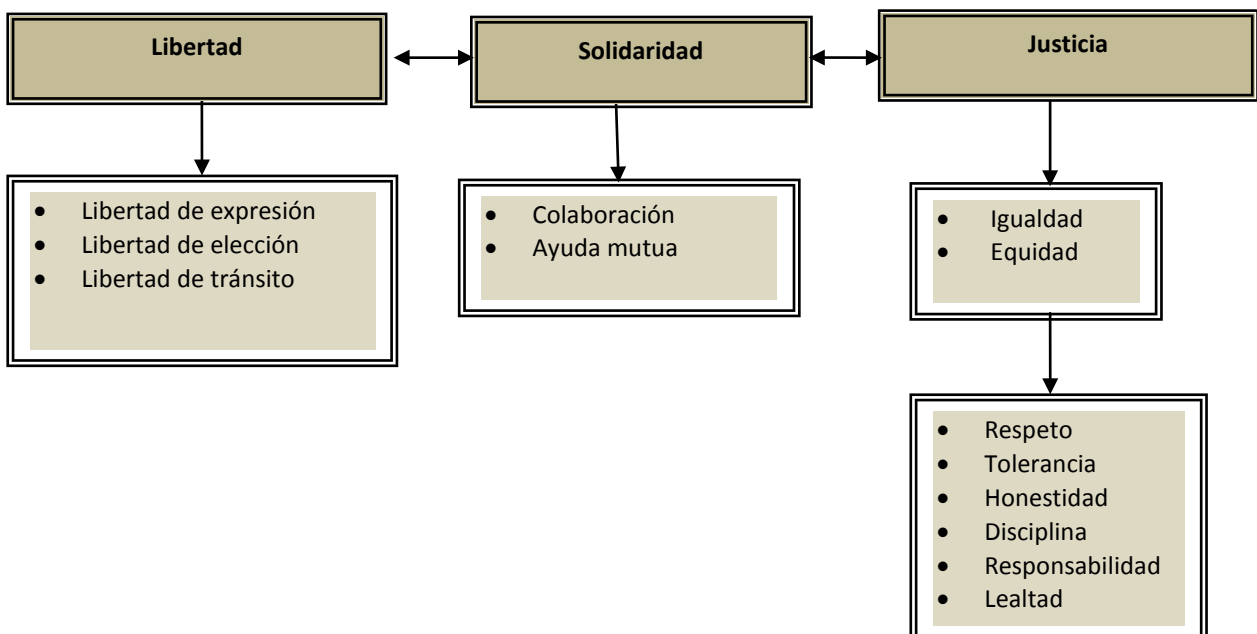 Libertad
Solidaridad
Justicia
• Libertad de expresión
• Libertad de elección
• Libertad de tránsito
• Colaboración
• Ayuda mutua
• Igualdad
• Equidad
• Respeto
• Tolerancia
• Honestidad
• Disciplina
• Responsabilidad
• Lealtad